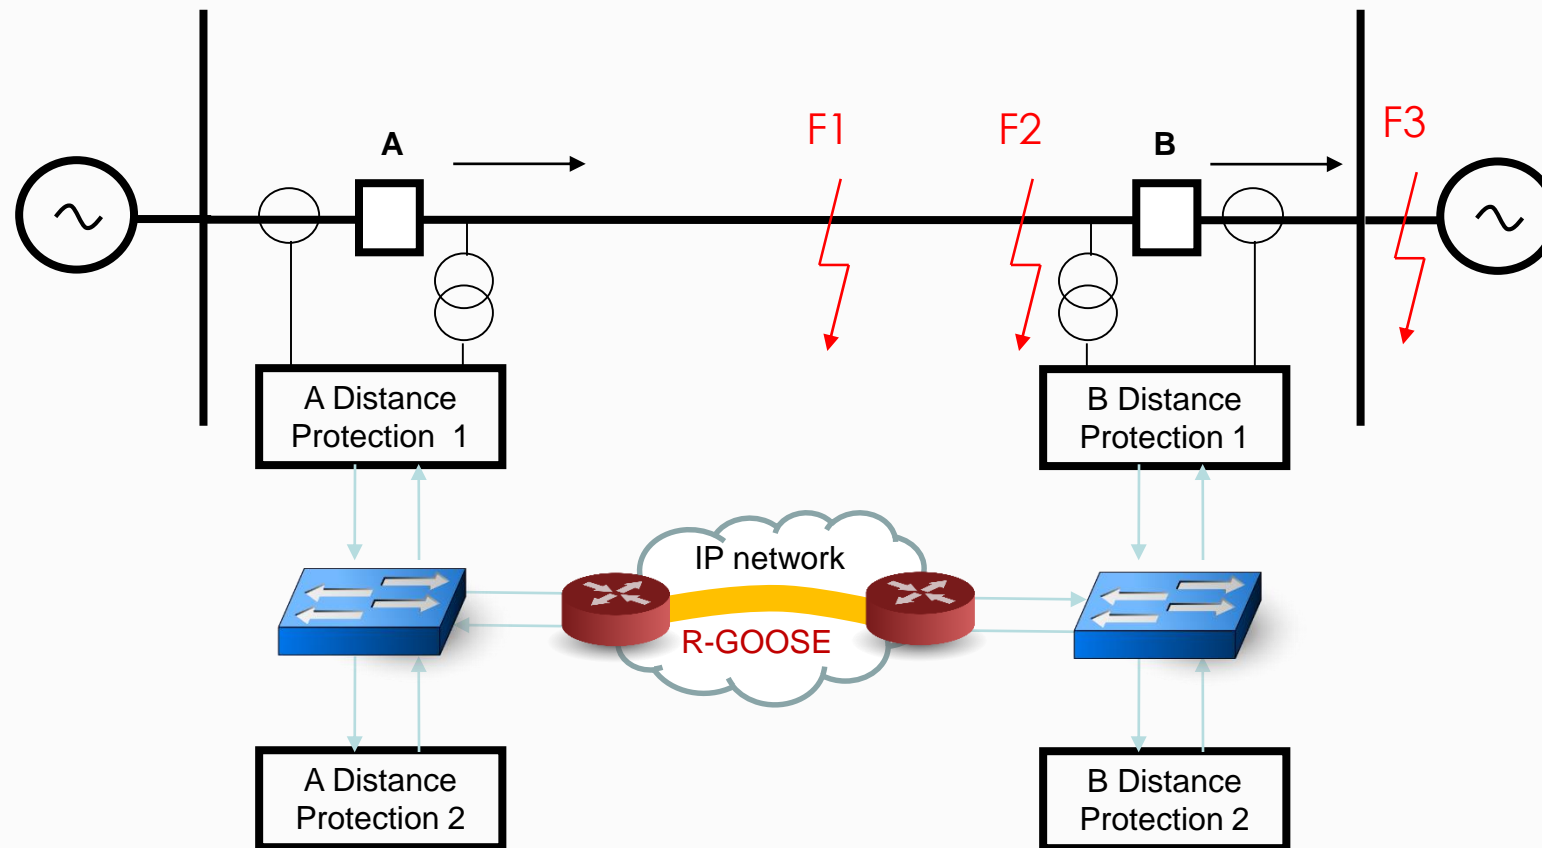 F1
F2
F3
A
B
A Distance
Protection 1
B Distance
Protection 1
IP network
R-GOOSE
A Distance
Protection 2
B Distance
Protection 2